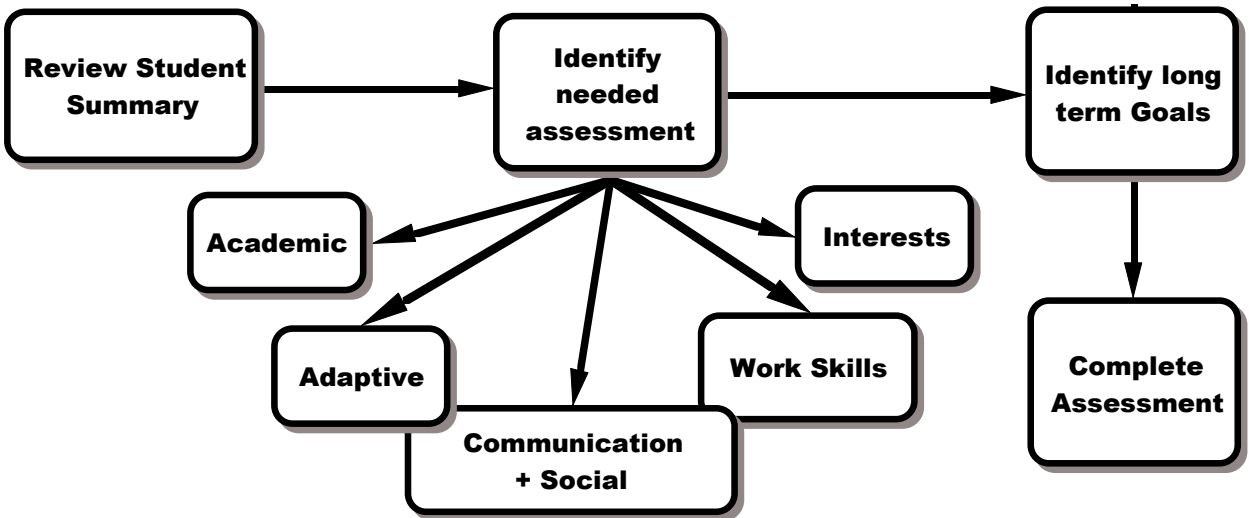 Review Student
Summary
Identify
needed
assessment
Identify long
term Goals
Academic
Interests
Adaptive
Work Skills
Communication
+ Social
Complete
Assessment